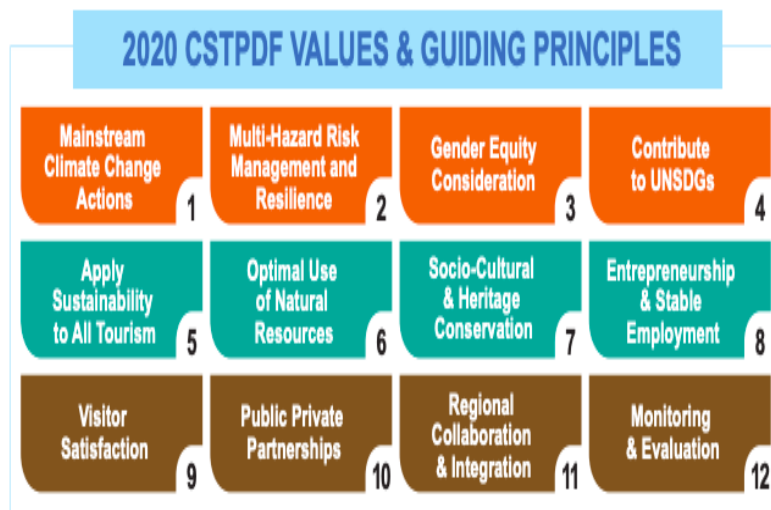 2020 CSTPDF VALUES & GUIDING PRINCIPLES
Mainstream
Climate Change
Actions
1
Multi-Hazard Risk
Management and
Resilience
2
Gender Equity
Consideration
3
Contribute
to UNSDGs
4
Apply
Sustainability
to All Tourism
5
Optimal Use
of Natural
Resources
6
Socio-Cultural
& Heritage
Conservation
7
Entrepreneurship
& Stable
Employment
8
Visitor
Satisfaction
9
Public Private
Partnerships
10
Regional
Collaboration
& Integration
11
Monitoring
& Evaluation
12